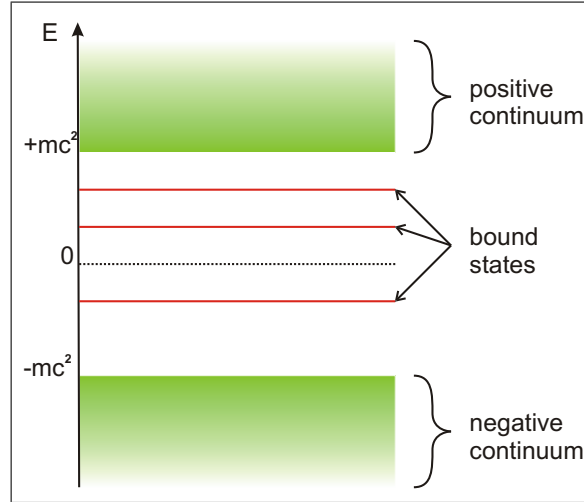 E
positive
continuum
+mc²
bound
states
0
-mc²
negative
continuum